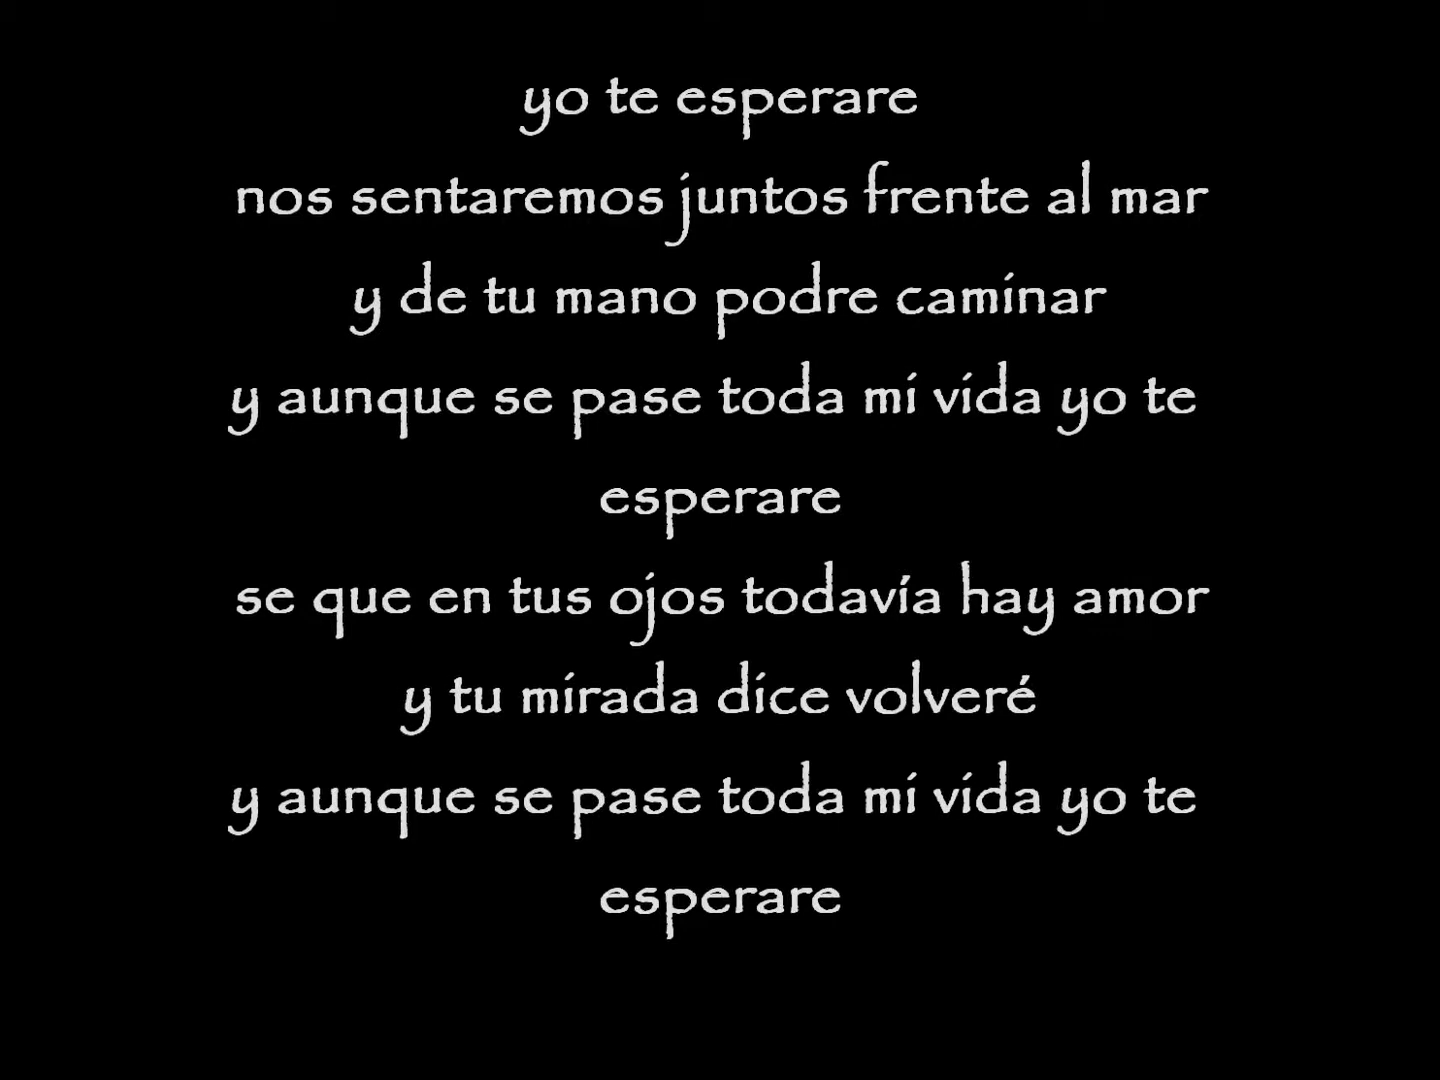 yo te esperare
nos sentaremos juntos frente al mar
y de tu mano podre caminar
y aunque se pase toda mi vida yo te
esperare
se que en tus ojos todavía hay amor
y tu mirada dice volveré
y aunque se pase toda mi vida yo te
esperare